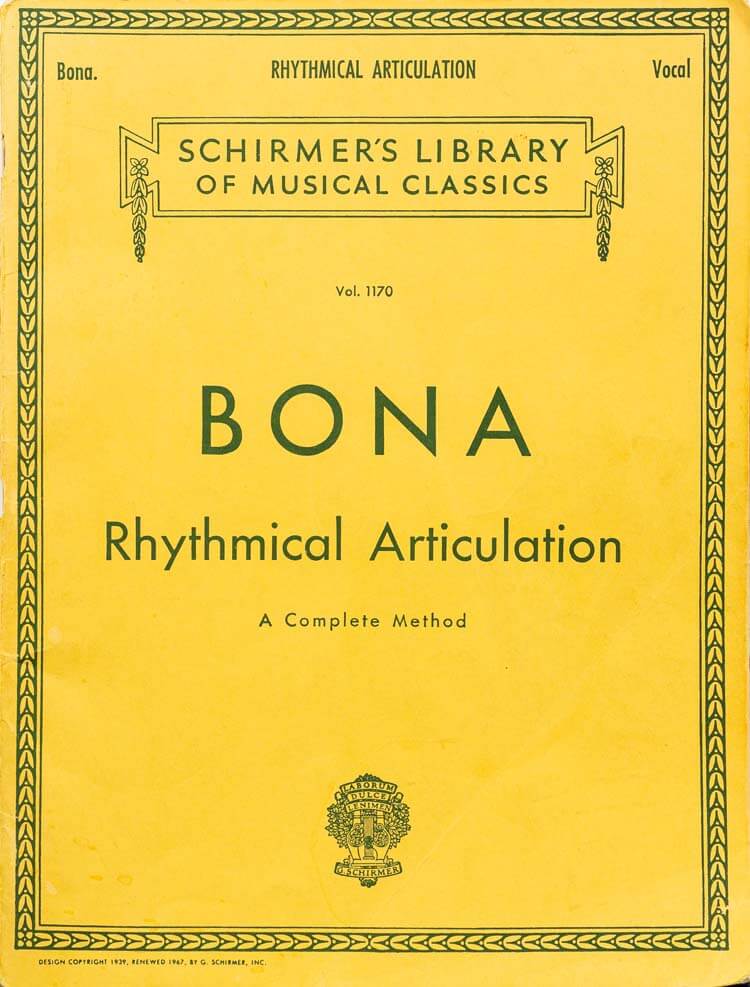 Bona. RHYTHMICAL ARTICULATION Vocal
SCHIRMER'S LIBRARY
OF MUSICAL CLASSICS
Vol. 1170
BONA
Rhythmical Articulation
A Complete Method
LABORUM
DULCE
LENIMEN
G. SCHIRMER
DESIGN COPYRIGHT 1939, RENEWED 1967, BY G. SCHIRMER, INC.